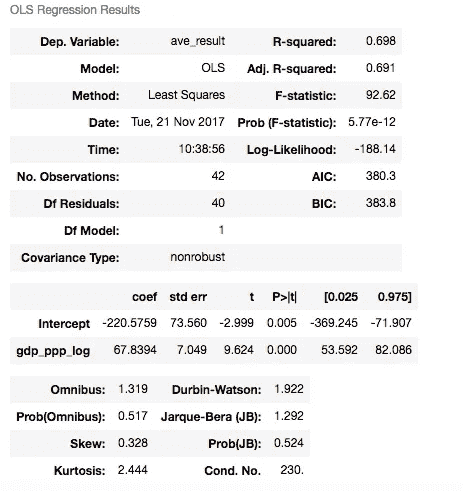 OLS Regression Results
Dep. Variable: ave_result R-squared: 0.698
Model: OLS Adj. R-squared: 0.691
Method: Least Squares F-statistic: 92.62
Date: Tue, 21 Nov 2017 Prob (F-statistic): 5.77e-12
Time: 10:38:56 Log-Likelihood: -188.14
No. Observations: 42 AIC: 380.3
Df Residuals: 40 BIC: 383.8
Df Model: 1
Covariance Type: nonrobust
coef std err t P>|t| [0.025 0.975]
Intercept -220.5759 73.560 -2.999 0.005 -369.245 -71.907
gdp_ppp_log 67.8394 7.049 9.624 0.000 53.592 82.086
Omnibus: 1.319 Durbin-Watson: 1.922
Prob(Omnibus): 0.517 Jarque-Bera (JB): 1.292
Skew: 0.328 Prob(JB): 0.524
Kurtosis: 2.444 Cond. No. 230.